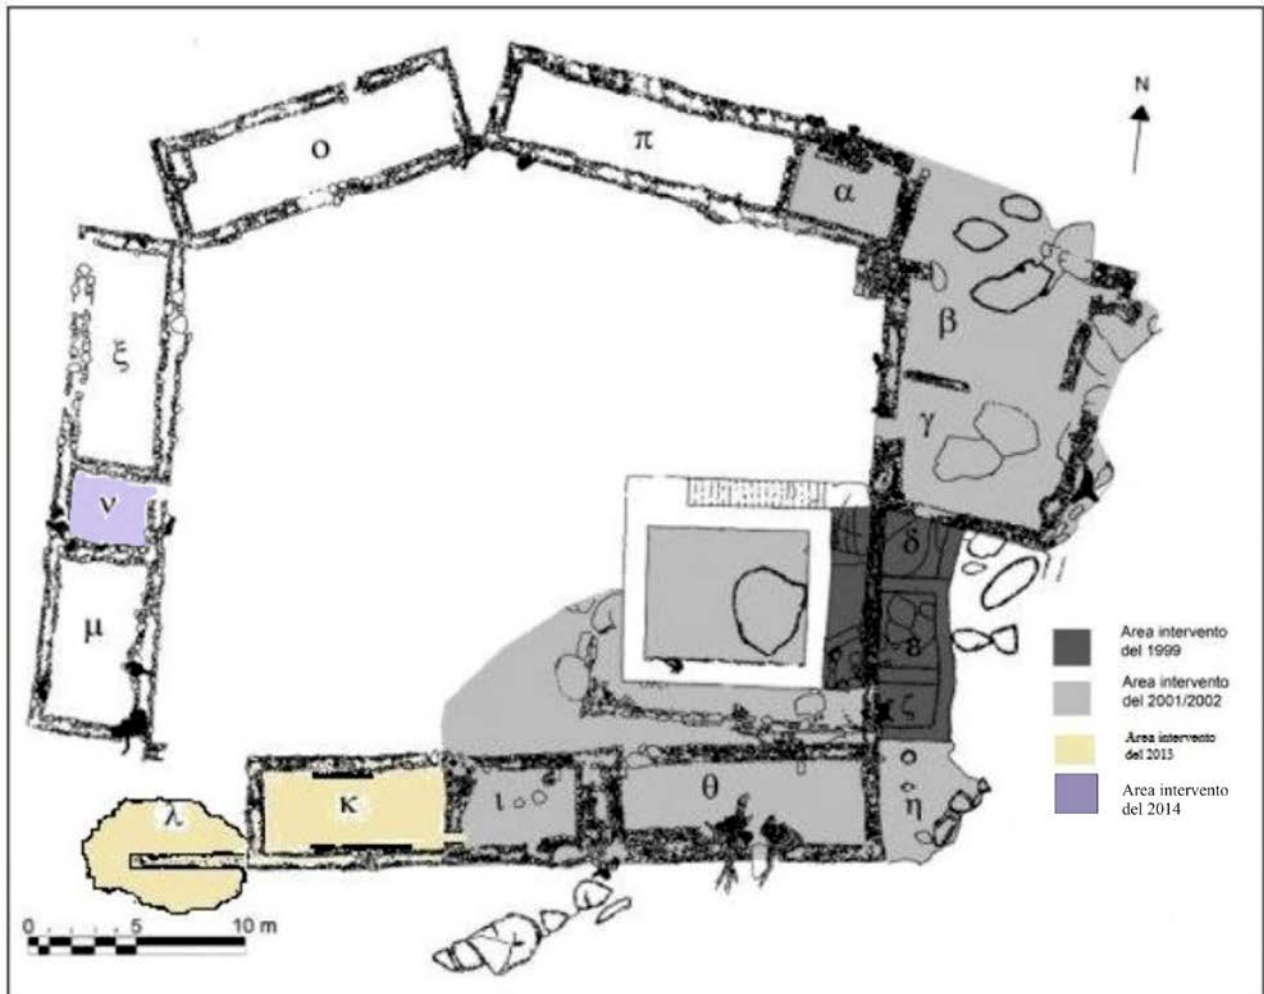 N
ο
π
α
β
ξ
γ
ν
δ
μ
ε
ζ
Area intervento
del 1999
Area intervento
del 2001/2002
Area intervento
del 2013
Area intervento
del 2014
θ
η
κ
ι
λ
0 5 10 m